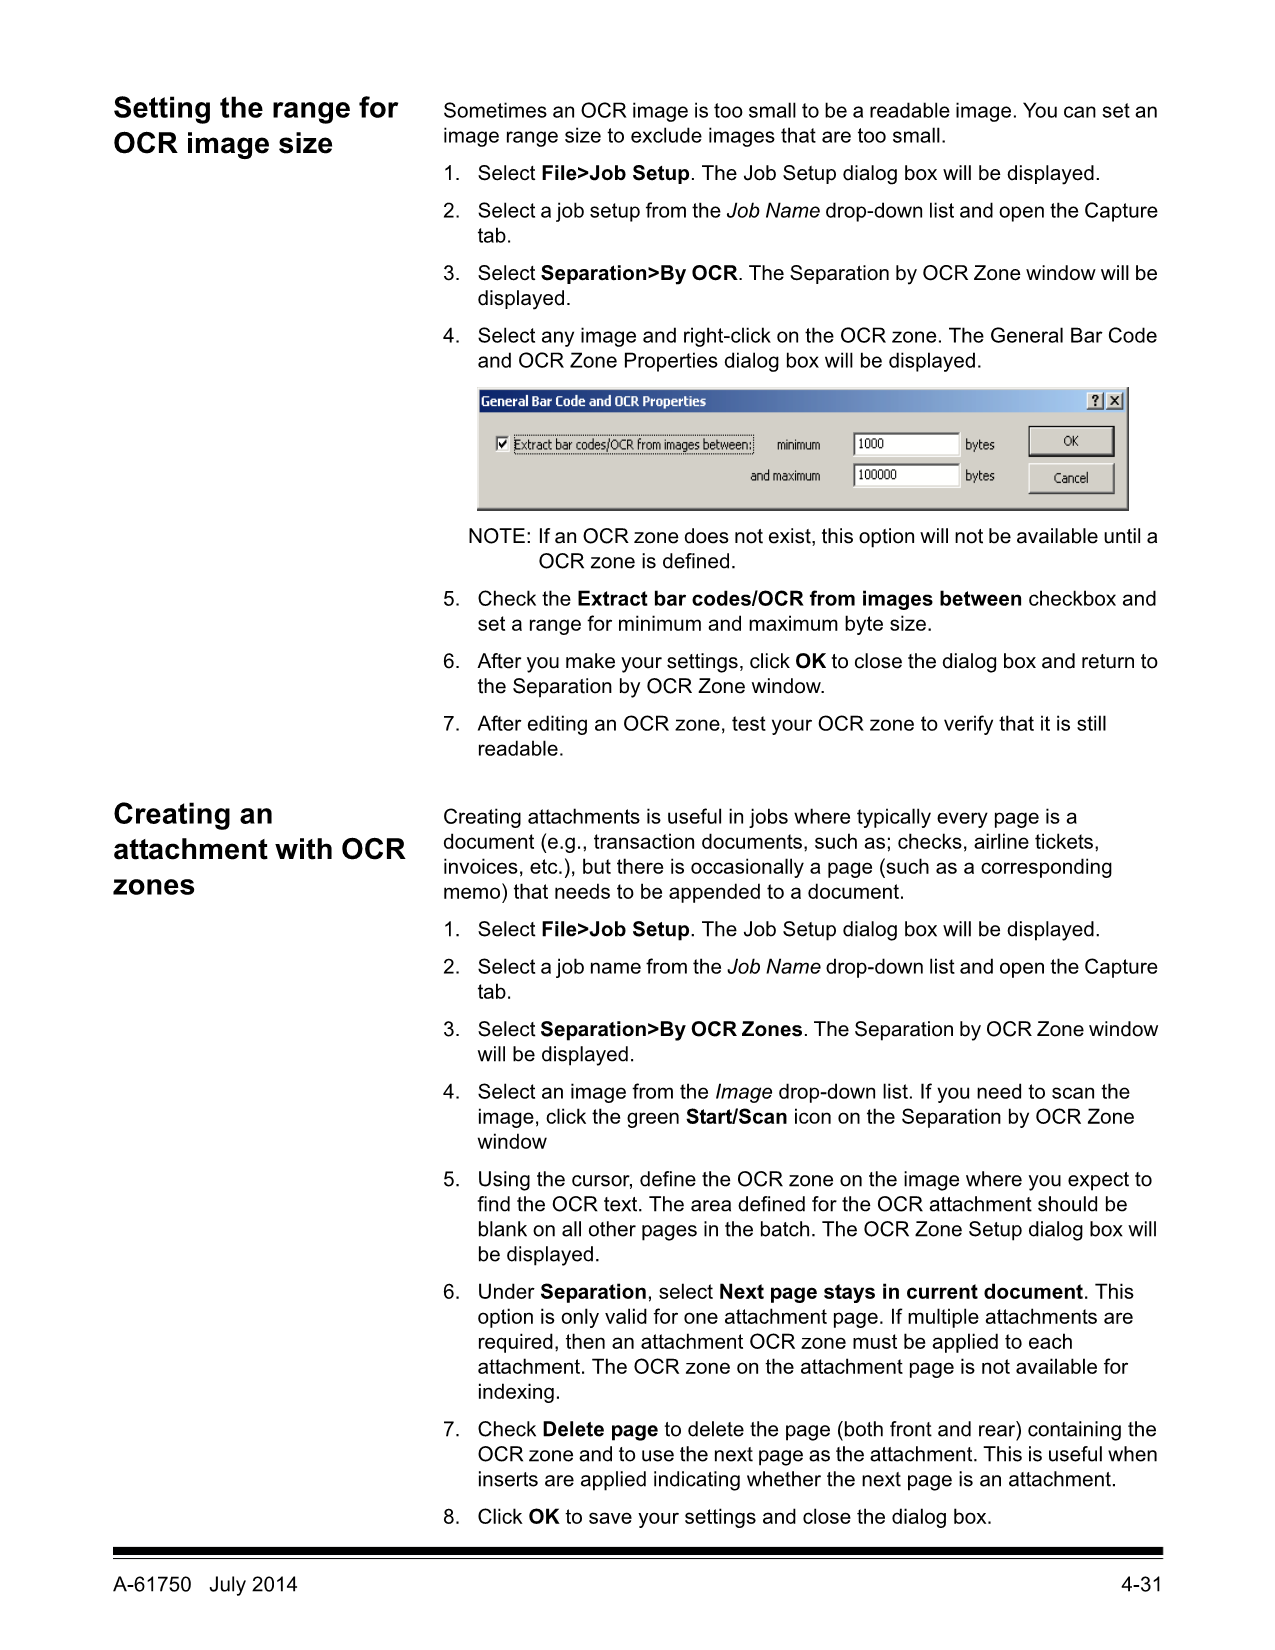 Setting the range for
OCR image size
Sometimes an OCR image is too small to be a readable image. You can set an
image range size to exclude images that are too small.
1. Select File>Job Setup. The Job Setup dialog box will be displayed.
2. Select a job setup from the Job Name drop-down list and open the Capture
tab.
3. Select Separation>By OCR. The Separation by OCR Zone window will be
displayed.
4. Select any image and right-click on the OCR zone. The General Bar Code
and OCR Zone Properties dialog box will be displayed.
General Bar Code and OCR Properties
Extract bar codes/OCR from images between: minimum 1000 bytes OK
and maximum 100000 bytes Cancel
NOTE: If an OCR zone does not exist, this option will not be available until a
OCR zone is defined.
5. Check the Extract bar codes/OCR from images between checkbox and
set a range for minimum and maximum byte size.
6. After you make your settings, click OK to close the dialog box and return to
the Separation by OCR Zone window.
7. After editing an OCR zone, test your OCR zone to verify that it is still
readable.
Creating an
attachment with OCR
zones
Creating attachments is useful in jobs where typically every page is a
document (e.g., transaction documents, such as; checks, airline tickets,
invoices, etc.), but there is occasionally a page (such as a corresponding
memo) that needs to be appended to a document.
1. Select File>Job Setup. The Job Setup dialog box will be displayed.
2. Select a job name from the Job Name drop-down list and open the Capture
tab.
3. Select Separation>By OCR Zones. The Separation by OCR Zone window
will be displayed.
4. Select an image from the Image drop-down list. If you need to scan the
image, click the green Start/Scan icon on the Separation by OCR Zone
window
5. Using the cursor, define the OCR zone on the image where you expect to
find the OCR text. The area defined for the OCR attachment should be
blank on all other pages in the batch. The OCR Zone Setup dialog box will
be displayed.
6. Under Separation, select Next page stays in current document. This
option is only valid for one attachment page. If multiple attachments are
required, then an attachment OCR zone must be applied to each
attachment. The OCR zone on the attachment page is not available for
indexing.
7. Check Delete page to delete the page (both front and rear) containing the
OCR zone and to use the next page as the attachment. This is useful when
inserts are applied indicating whether the next page is an attachment.
8. Click OK to save your settings and close the dialog box.
A-61750 July 2014 4-31